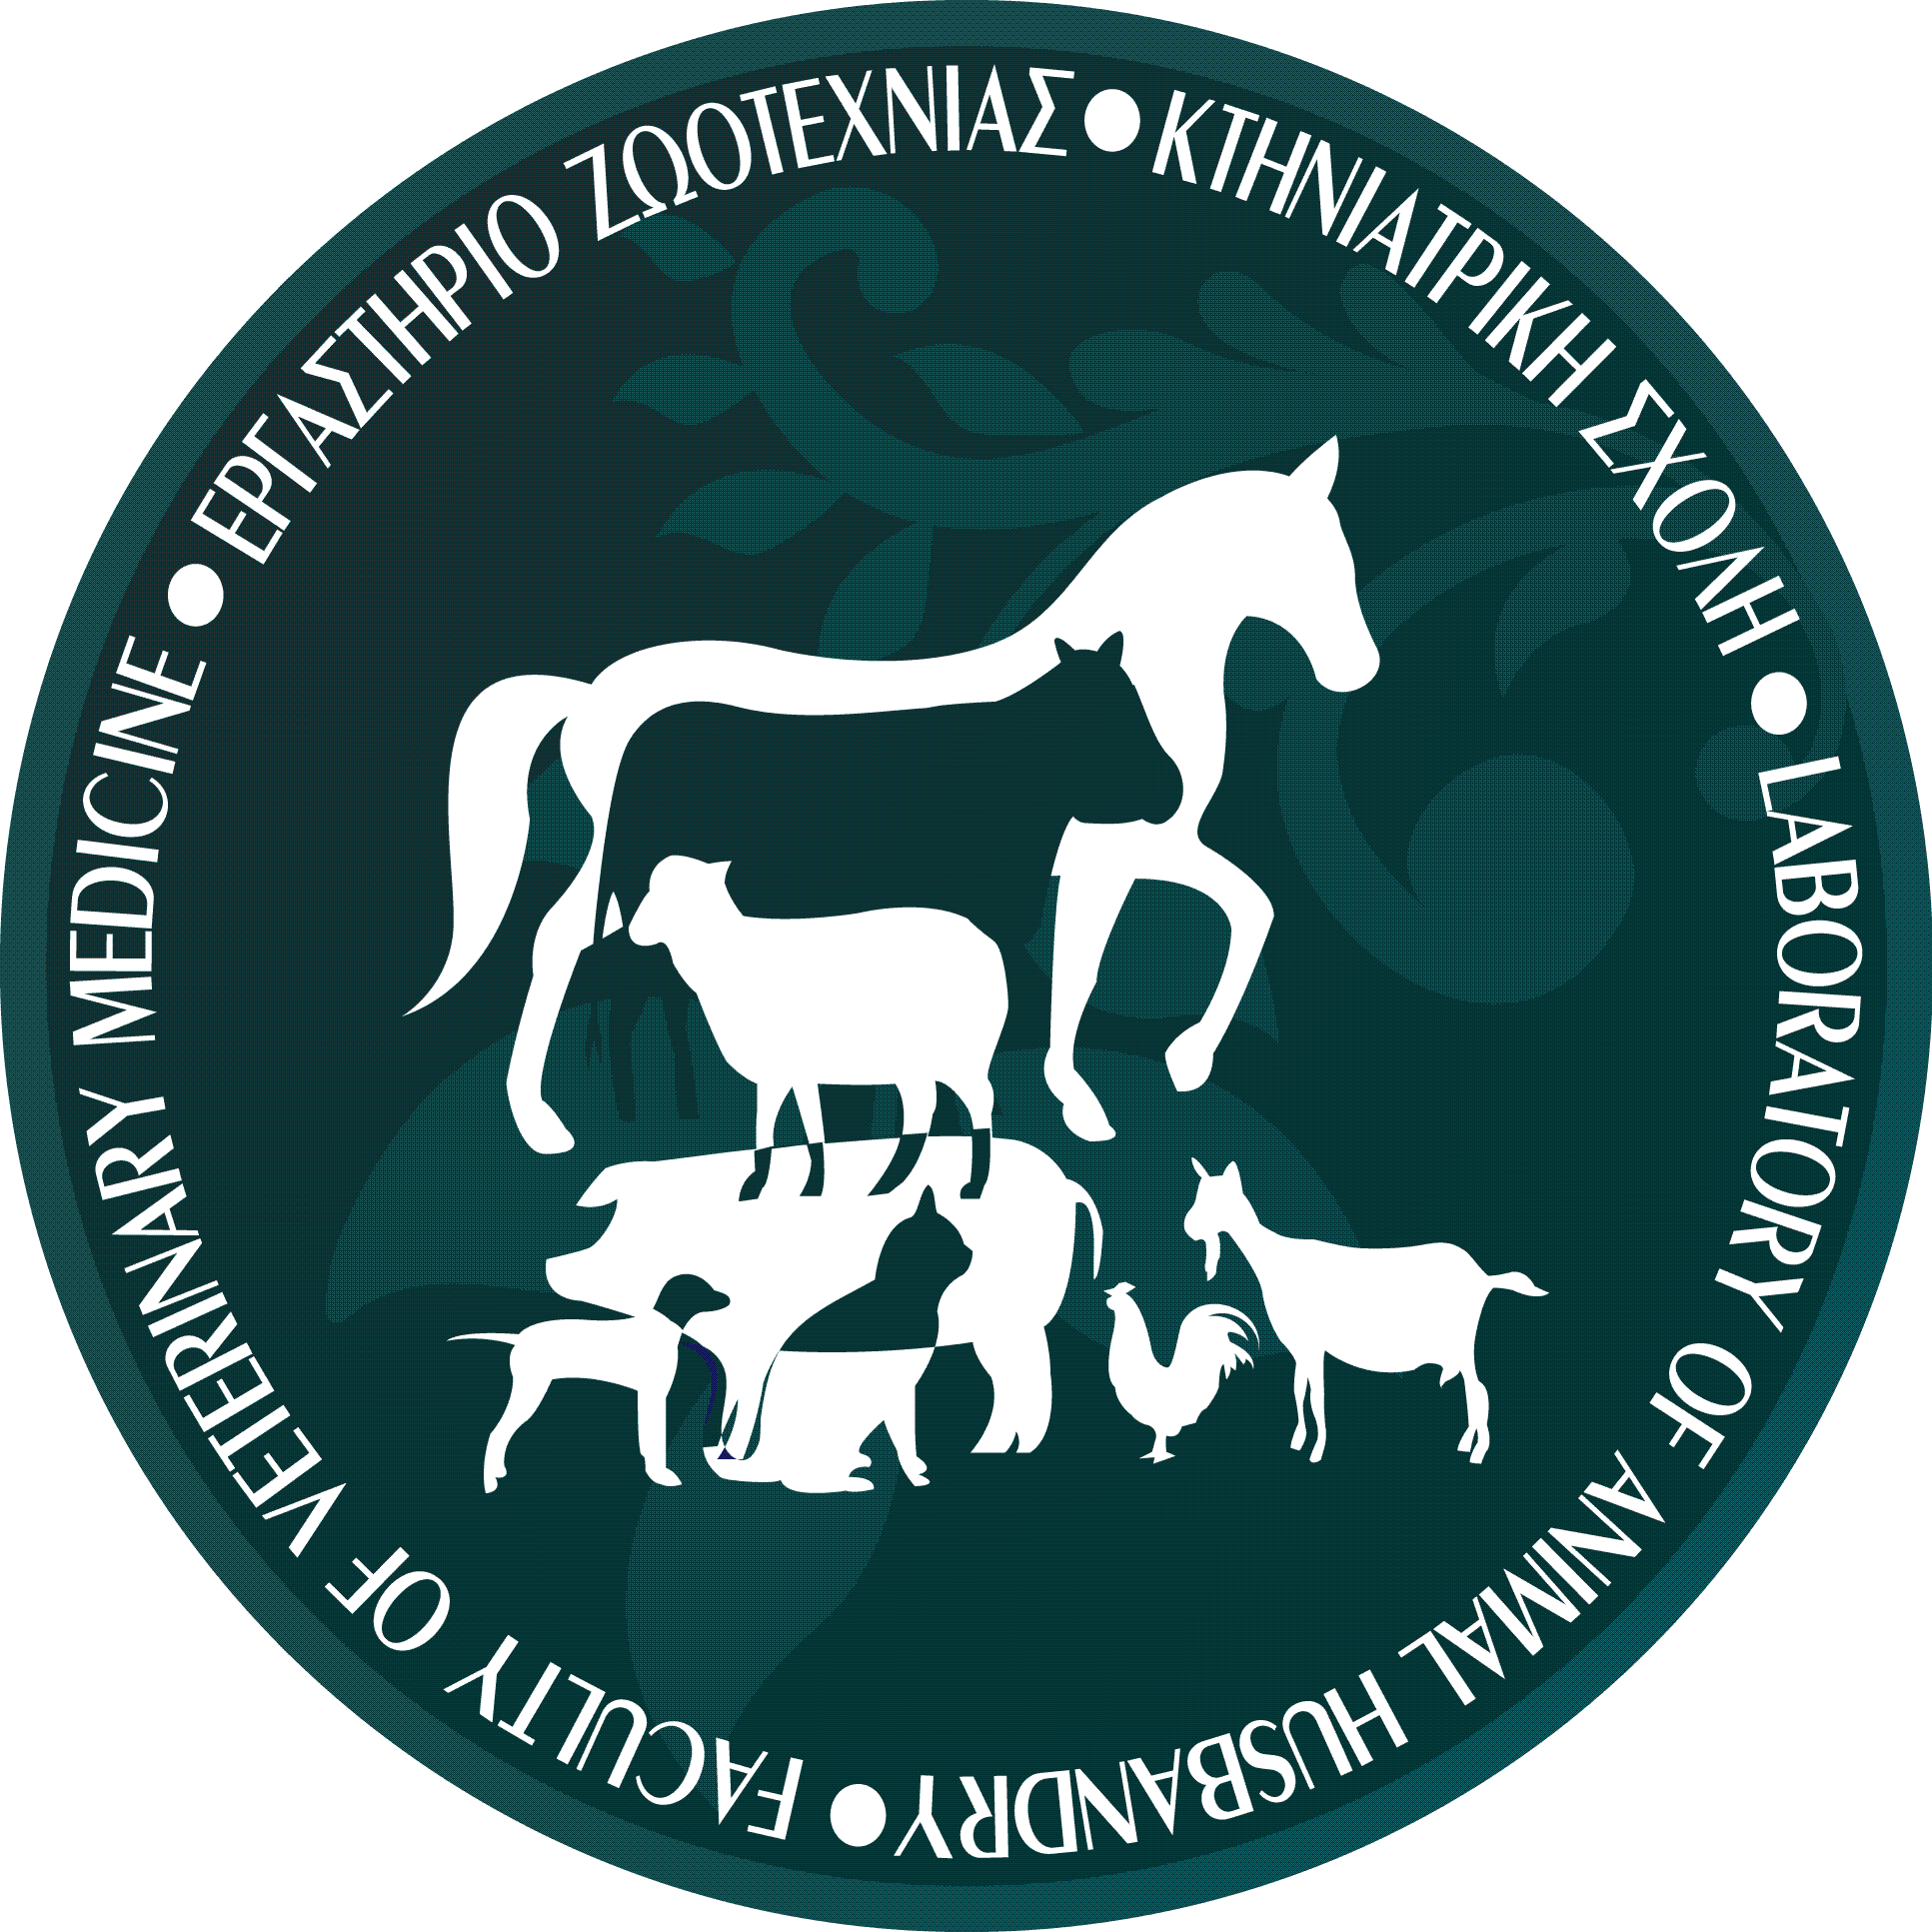 ΕΡΓΑΣΤΗΡΙΟ ΖΩΟΤΕΧΝΙΑΣ • ΚΤΗΝΙΑΤΡΙΚΗ ΣΧΟΛΗ • LABORATORY OF ANIMAL HUSBANDRY • FACULTY OF VETERINARY MEDICINE •